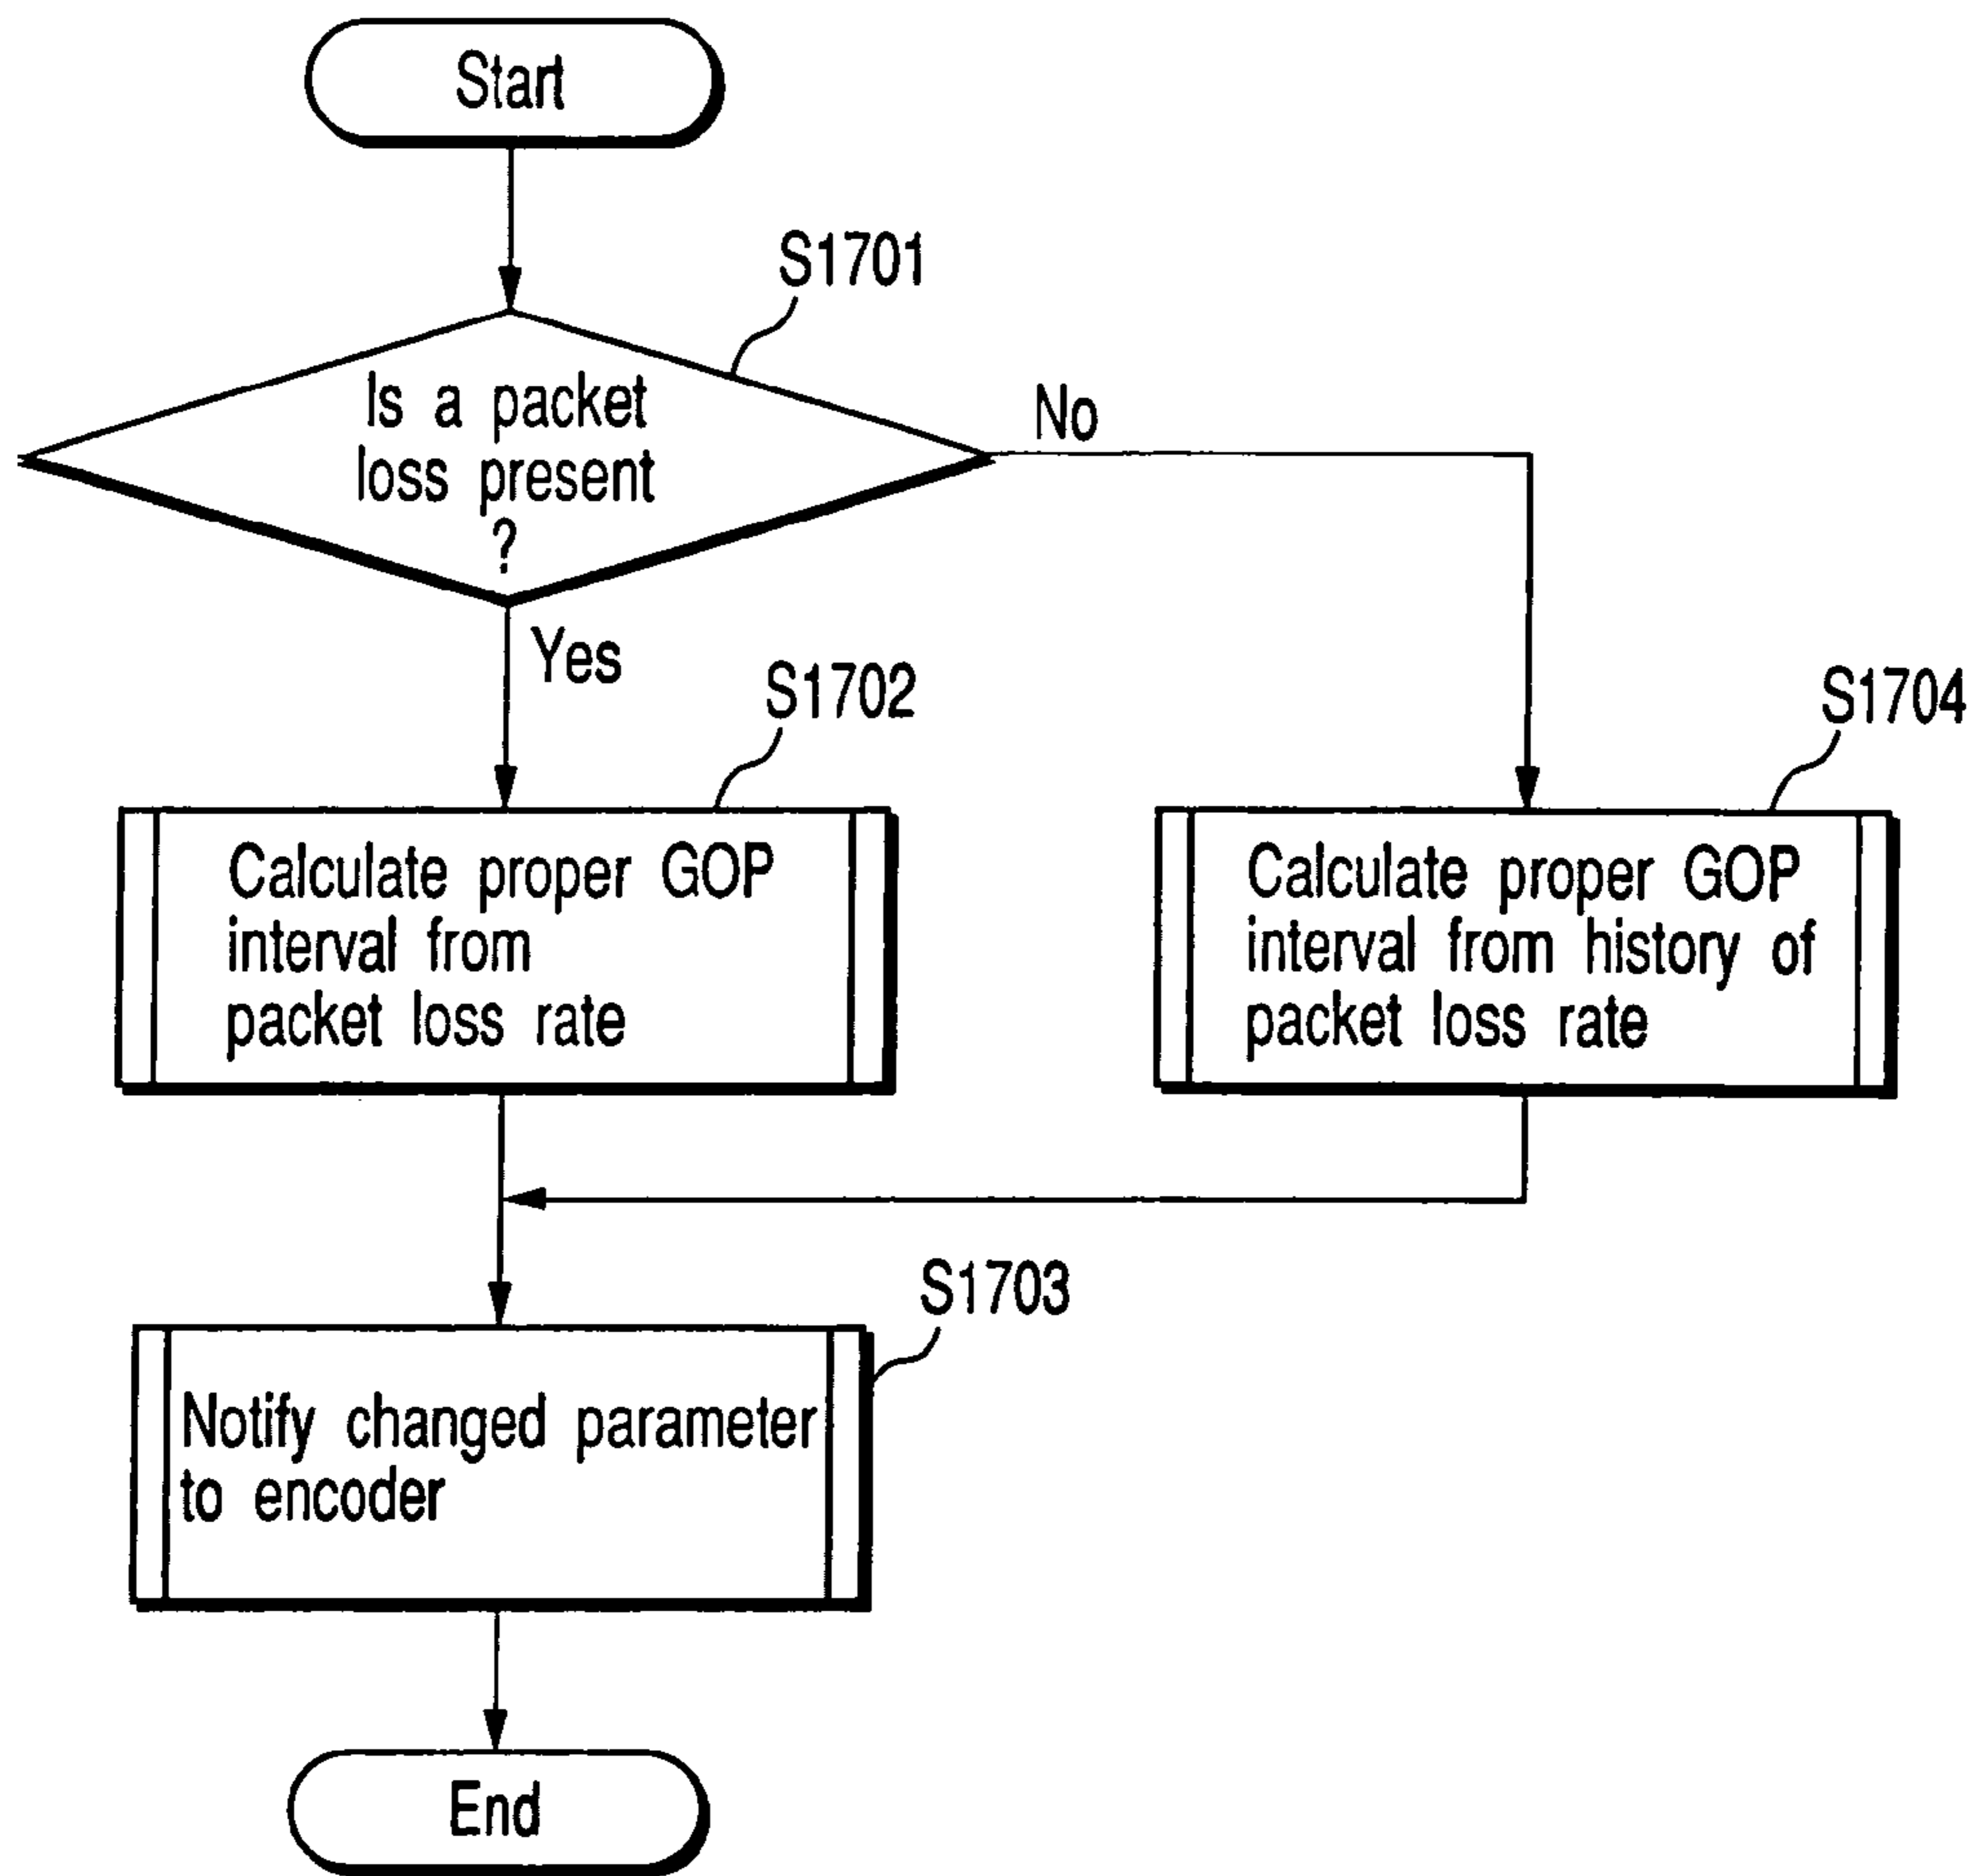 Start
S1701
Is a packet
loss present
?
No
Yes
S1702
S1704
Calculate proper GOP
interval from
packet loss rate
Calculate proper GOP
interval from history of
packet loss rate
S1703
Notify changed parameter
to encoder
End